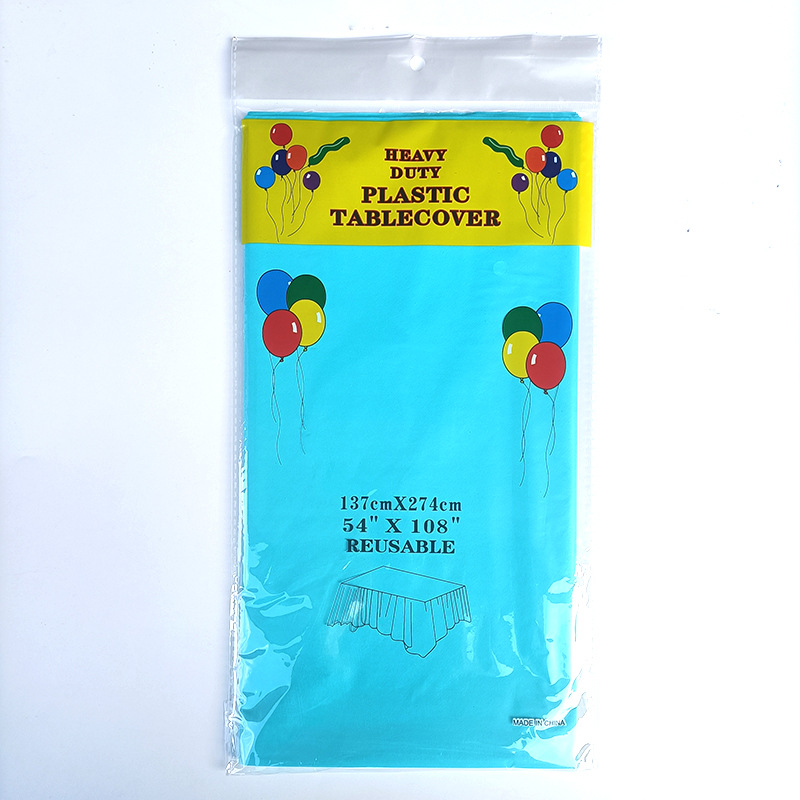 HEAVY
DUTY
PLASTIC
TABLECOVER
137cmX274cm
54" X 108"
REUSABLE
MADE IN CHINA